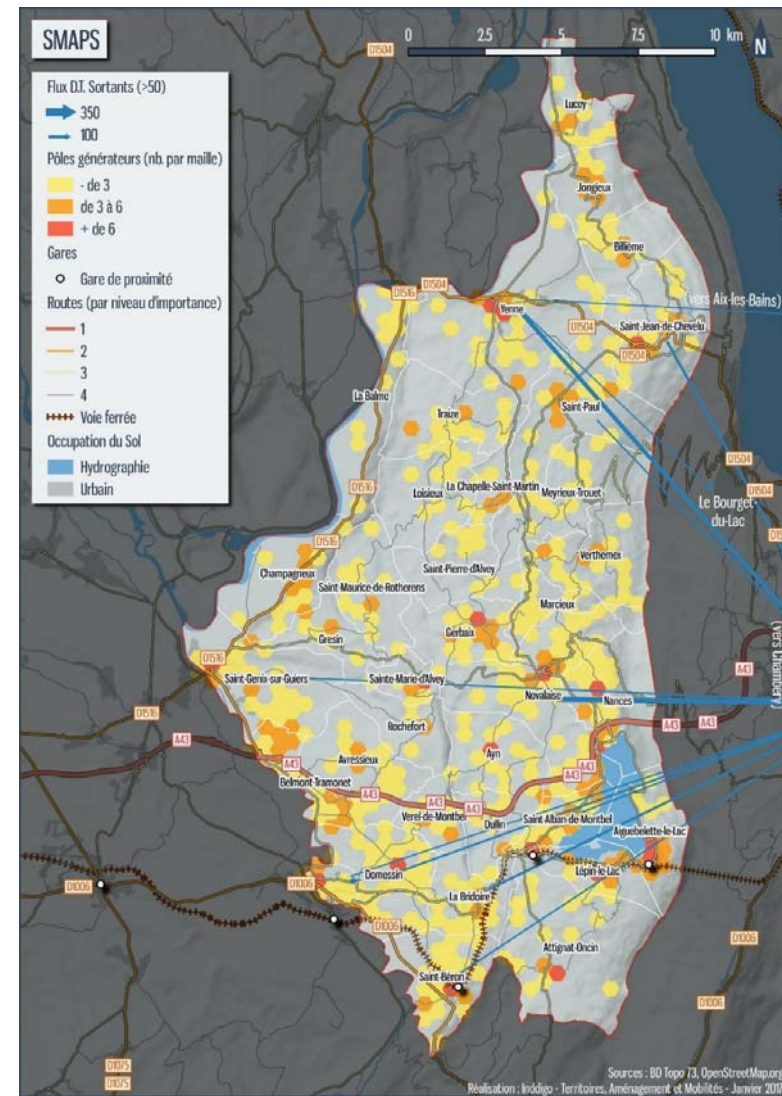 SMAPS
0 2.5 5 7.5 10 km
N
Flux D.T. Sortants (>50)
350
100
Pôles générateurs (nb. par maille)
- de 3
de 3 à 6
+ de 6
Gares
Gare de proximité
Routes (par niveau d'importance)
1
2
3
4
Voie ferrée
Occupation du Sol
Hydrographie
Urbain
D1504
Lucey
Jongieux
Billième
D1516
D1504
(vers Aix-les-Bains)
Yenne
D1504
Saint-Jean-de-Chevelu
D1504
La Balme
Traize
Saint-Paul
D1504
D1516
La Chapelle-Saint-Martin
Loisieux
Meyrieux-Trouet
D1504
Le Bourget-
du-Lac
D1516
Verthemex
Champagneux
Saint-Pierre-d'Alvey
Saint-Maurice-de-Rotherens
Marcieux
Gresin
Gerbaix
(vers Chambéry)
A43
D1516
Saint-Genix-sur-Guiers
Sainte-Marie-d'Alvey
Novalaise
Nances
A43
D1516
Rochefort
A43
A43
A43
Avressieux
Ayn
A43
Belmont-Tramonet
A43
A43
A43
A43
Verel-de-Montbel
Dullin
Saint Alban-de-Montbel
Aiguebelette-le-Lac
D1006
D1006
Domessin
Lépin-le-Lac
La Bridoire
D1006
D1006
Attignat-Oncin
Saint-Béron
D1006
D1075
D1075
Sources : BD Topo 73, OpenStreetMap.org
Réalisation : Inddigo - Territoires, Aménagement et Mobilités - Janvier 2017